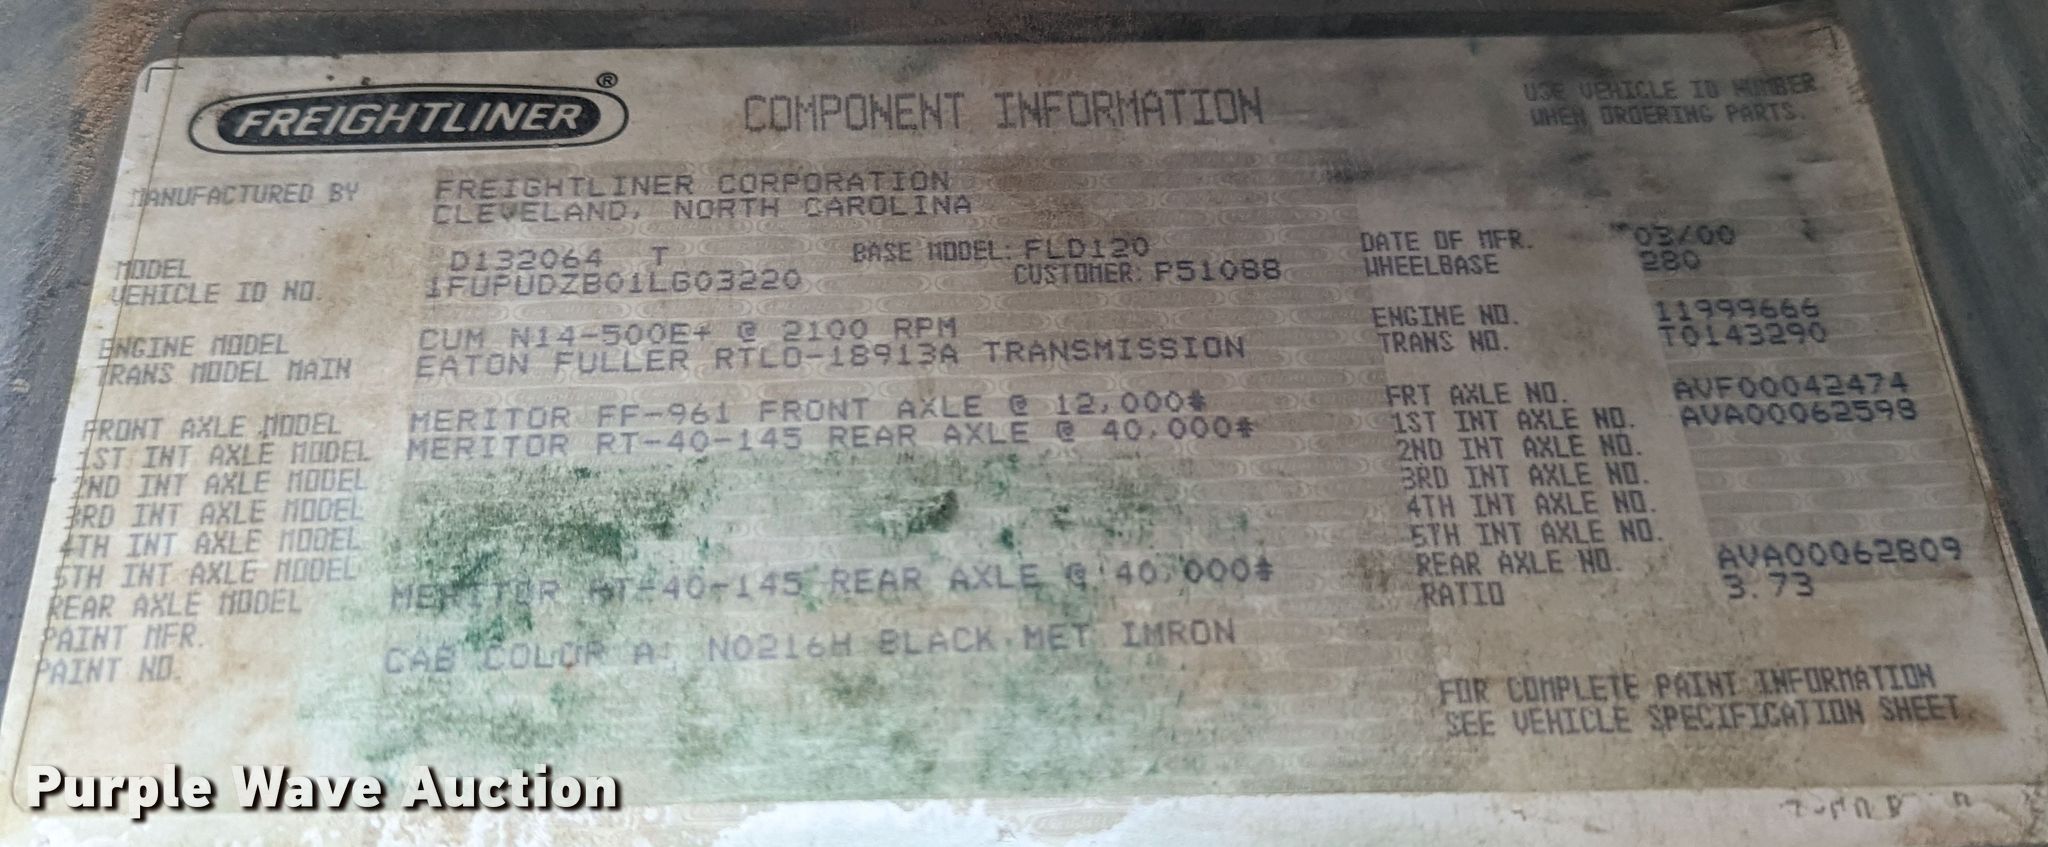 FREIGHTLINER ®
COMPONENT INFORMATION
USE VEHICLE ID NUMBER
WHEN ORDERING PARTS.
MANUFACTURED BY FREIGHTLINER CORPORATION
CLEVELAND, NORTH CAROLINA
MODEL D132064 T BASE MODEL: FLD120 DATE OF MFR. 03/00
VEHICLE ID NO. 1FUPUDZB01LG03220 CUSTOMER: P51088 WHEELBASE 280
ENGINE MODEL CUM N14-500E+ @ 2100 RPM ENGINE NO. 11999666
TRANS MODEL MAIN EATON FULLER RTLO-18913A TRANSMISSION TRANS NO. T0143290
FRONT AXLE MODEL MERITOR FF-961 FRONT AXLE @ 12,000# FRT AXLE NO. AVF00042474
1ST INT AXLE MODEL MERITOR RT-40-145 REAR AXLE @ 40,000# 1ST INT AXLE NO. AVA00062598
2ND INT AXLE MODEL 2ND INT AXLE NO.
3RD INT AXLE MODEL 3RD INT AXLE NO.
4TH INT AXLE MODEL 4TH INT AXLE NO.
5TH INT AXLE MODEL 5TH INT AXLE NO.
REAR AXLE MODEL MERITOR RT-40-145 REAR AXLE @ 40,000# REAR AXLE NO. AVA00062809
PAINT MFR. RATIO 3.73
PAINT NO. CAB COLOR A: N0216H BLACK MET IMRON
FOR COMPLETE PAINT INFORMATION
SEE VEHICLE SPECIFICATION SHEET
Purple Wave Auction